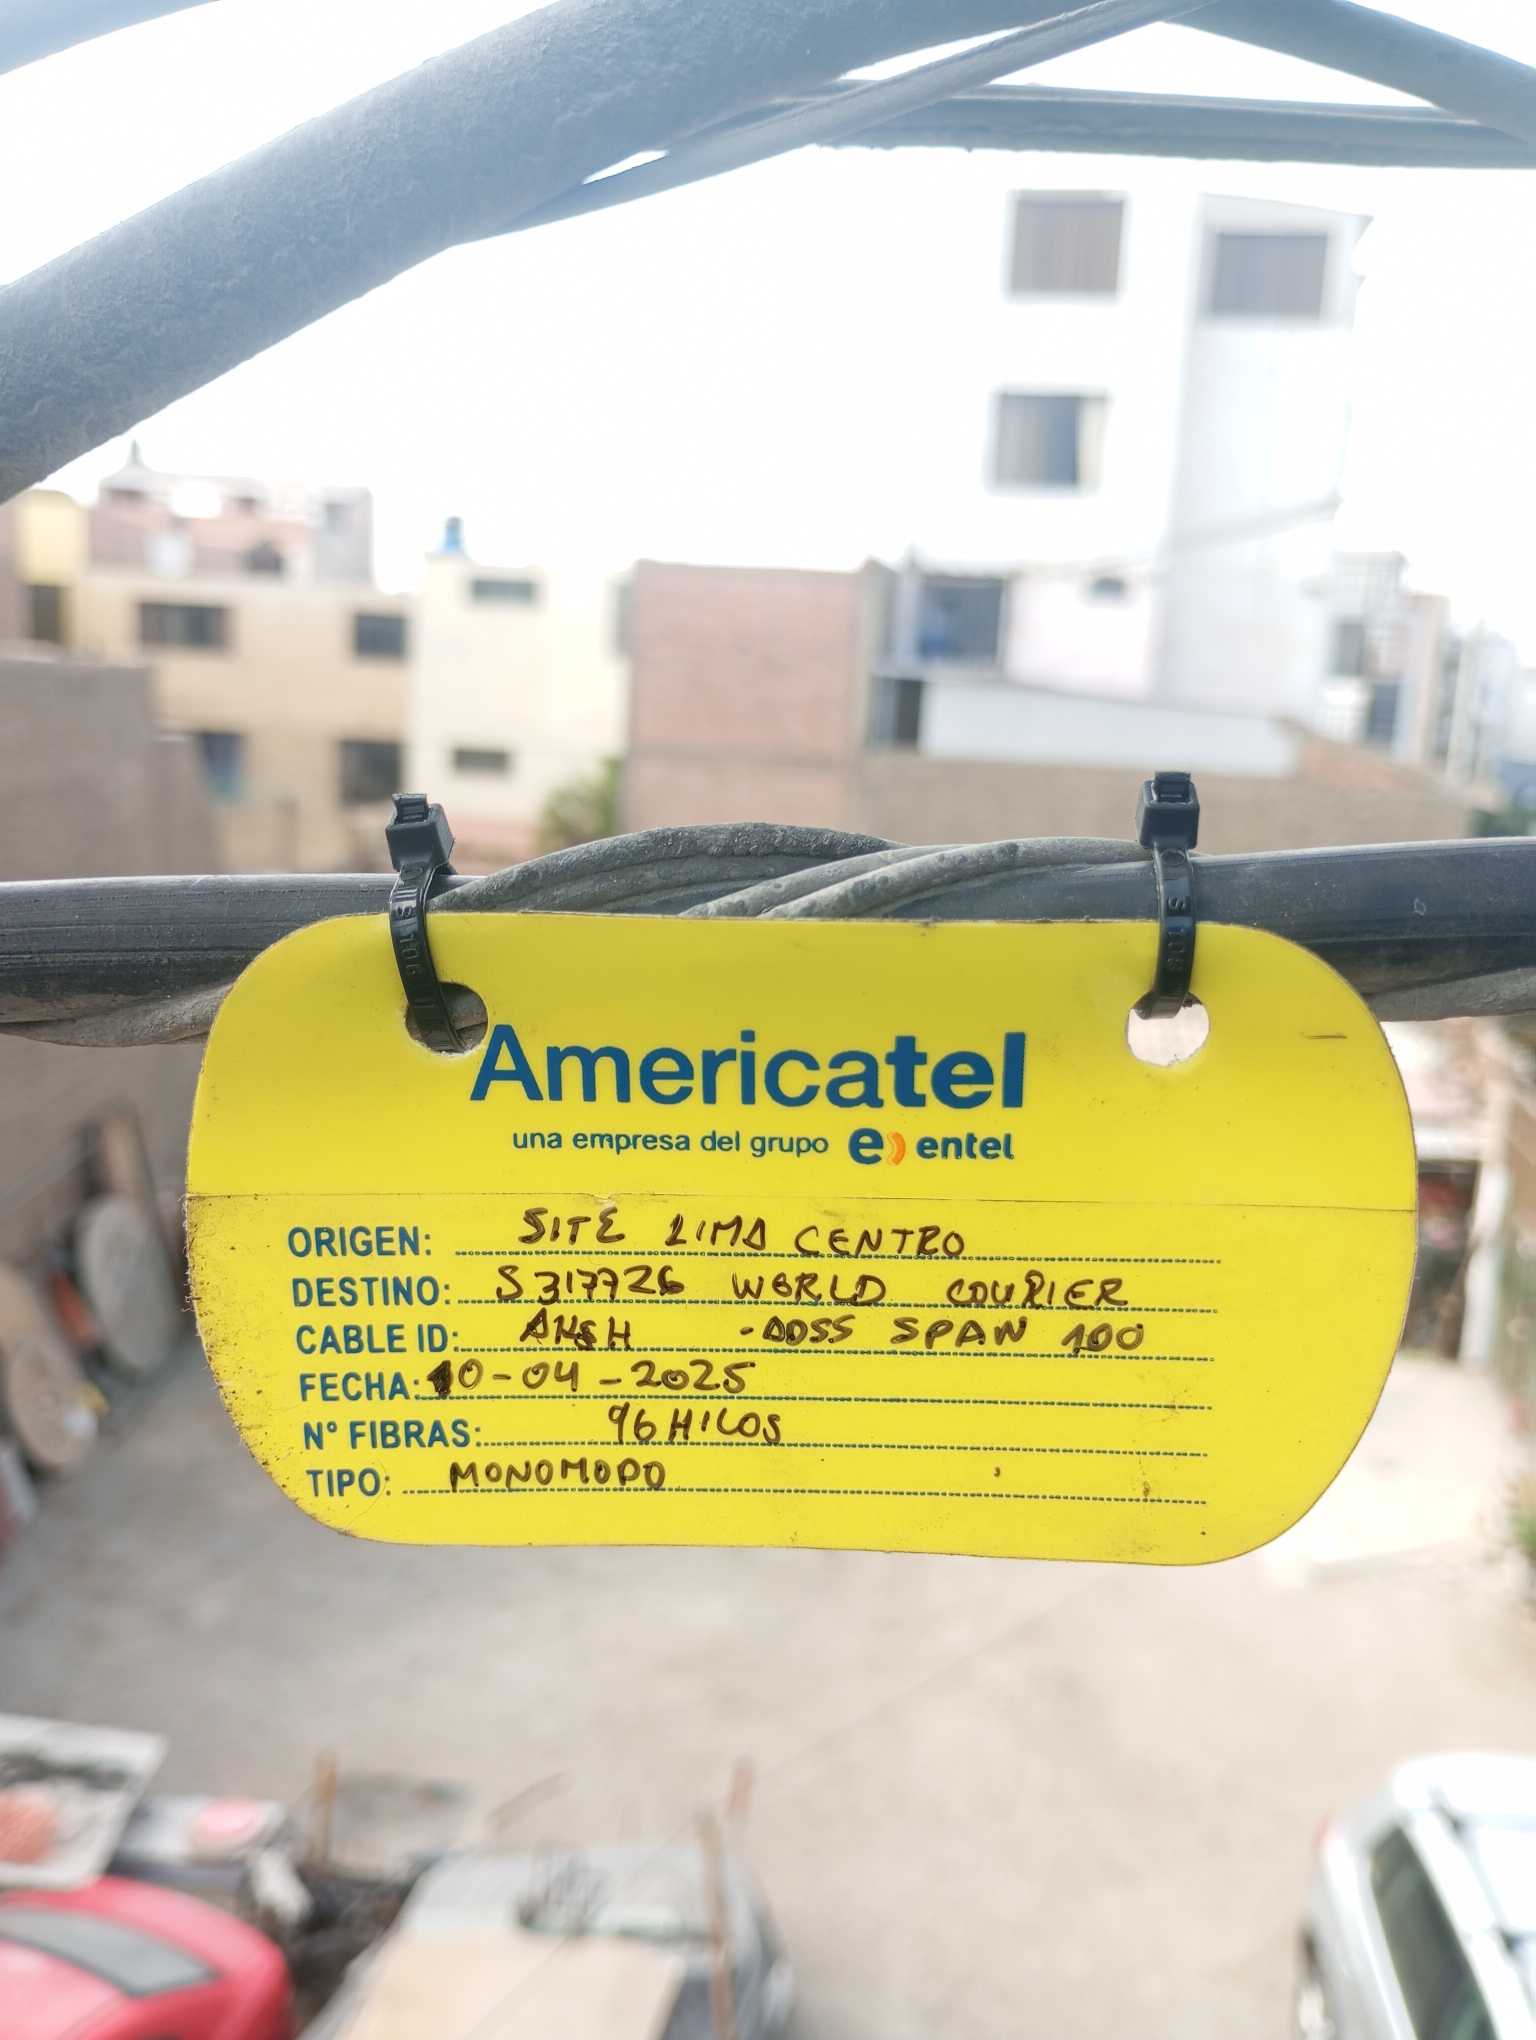 Americatel
una empresa del grupo e) entel
ORIGEN: SITE LIMA CENTRO
DESTINO: S317726 WORLD COURIER
CABLE ID: - ADSS SPAN 100
FECHA: 10-04-2025
N° FIBRAS: 96 HILOS
TIPO: MONOMODO